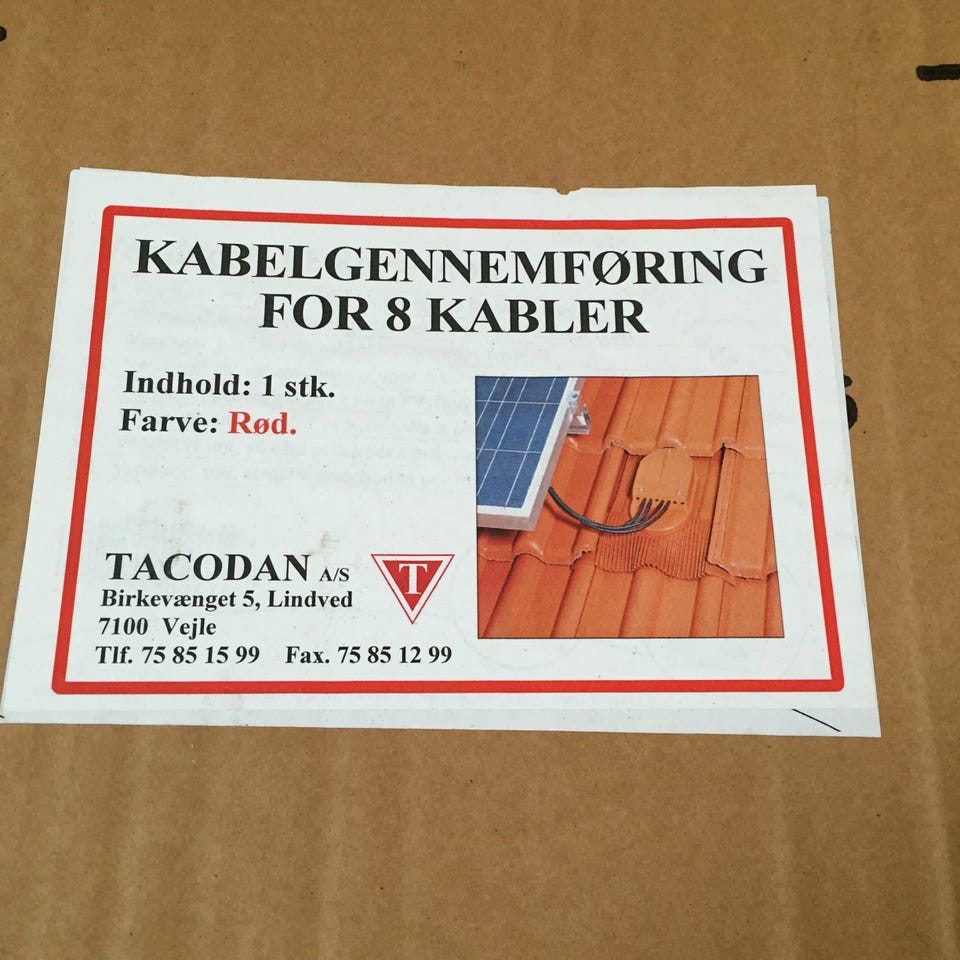 KABELGENNEMFØRING
FOR 8 KABLER
Indhold: 1 stk.
Farve: Rød.
TACODAN A/S
T
Birkevænget 5, Lindved
7100 Vejle
Tlf. 75 85 15 99 Fax. 75 85 12 99